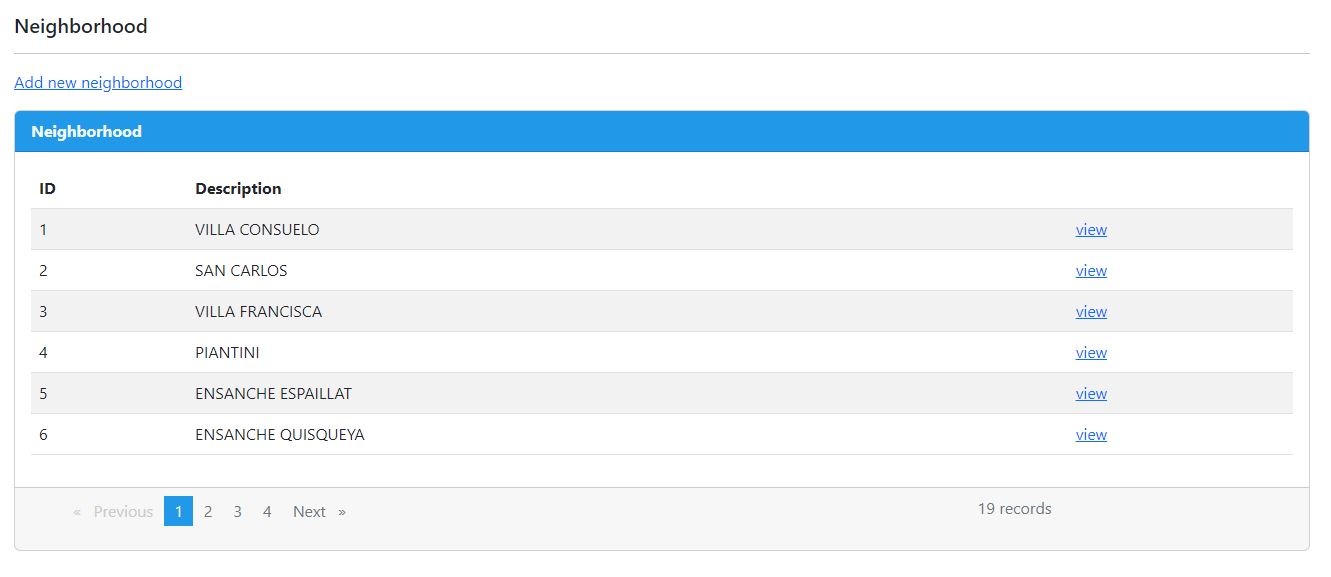 Neighborhood
Add new neighborhood
Neighborhood
ID Description
1 VILLA CONSUELO view
2 SAN CARLOS view
3 VILLA FRANCISCA view
4 PIANTINI view
5 ENSANCHE ESPAILLAT view
6 ENSANCHE QUISQUEYA view
« Previous 1 2 3 4 Next » 19 records